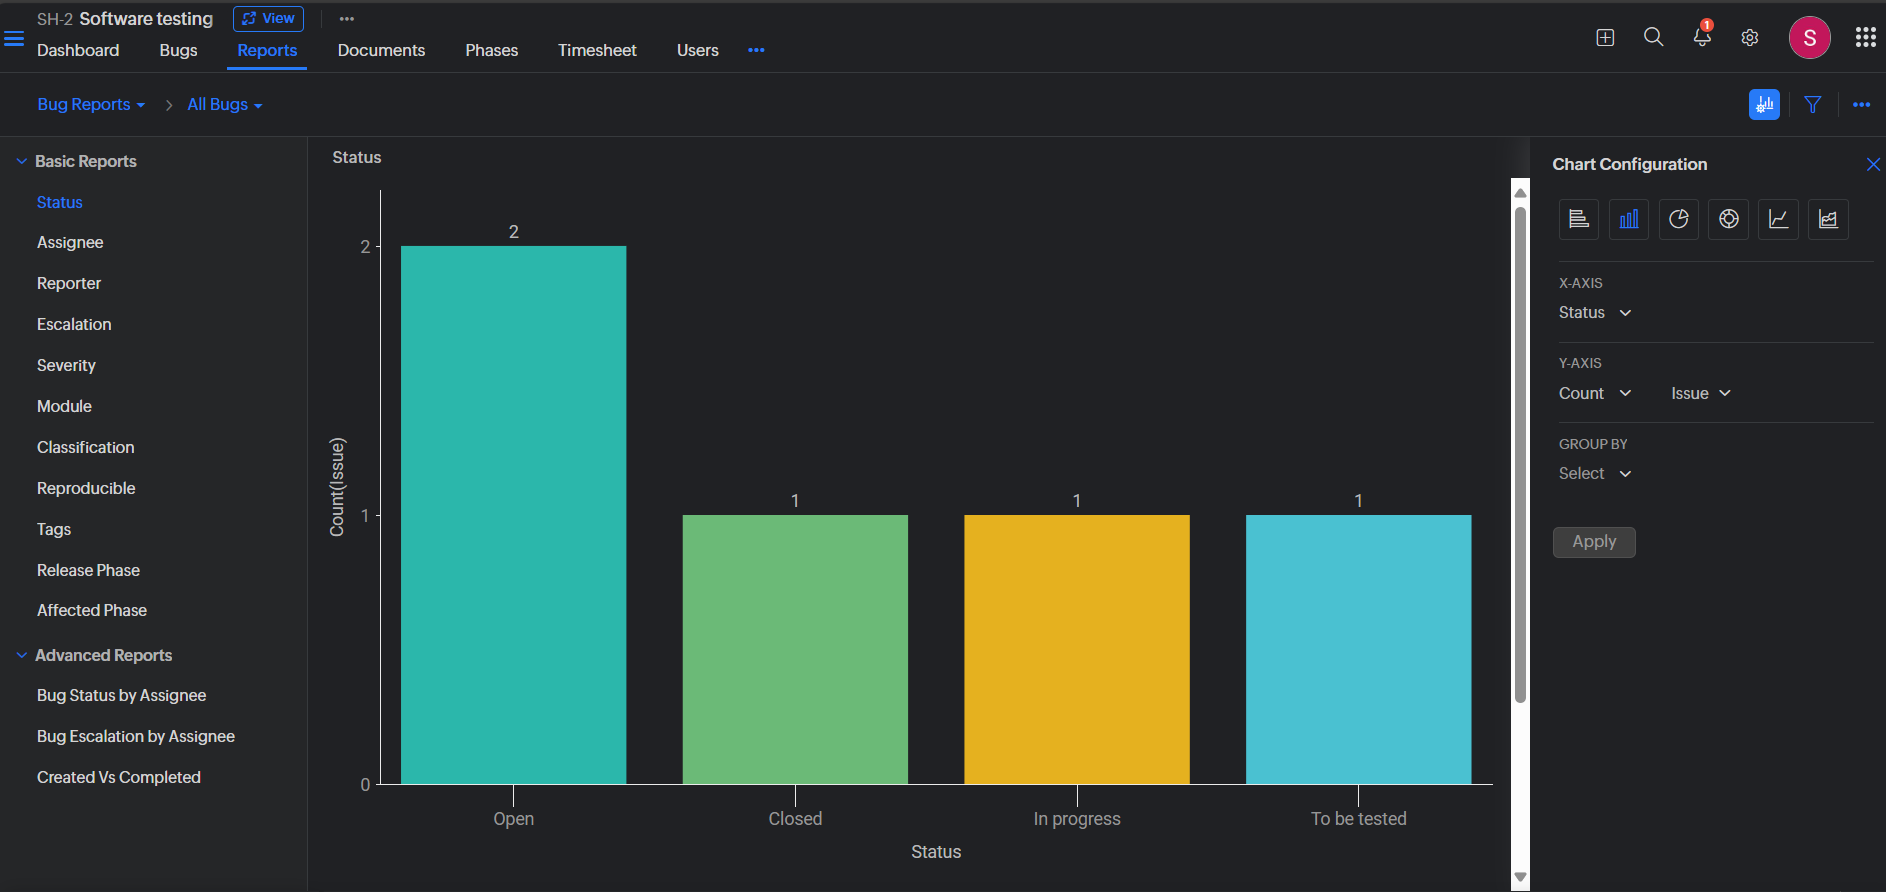 SH-2 Software testing View
Dashboard Bugs Reports Documents Phases Timesheet Users
1
S
Bug Reports All Bugs
Basic Reports
Status
Assignee
Reporter
Escalation
Severity
Module
Classification
Reproducible
Tags
Release Phase
Affected Phase
Advanced Reports
Bug Status by Assignee
Bug Escalation by Assignee
Created Vs Completed
Status
Count(Issue)
2
1
0
2
1
1
1
Open Closed In progress To be tested
Status
Chart Configuration
X-AXIS
Status
Y-AXIS
Count Issue
GROUP BY
Select
Apply